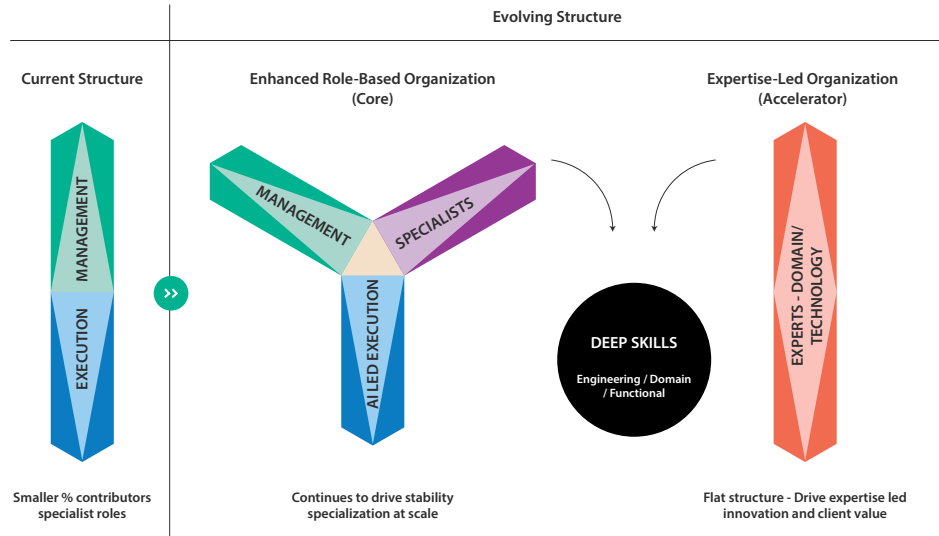 Evolving Structure
Current Structure
Enhanced Role-Based Organization
(Core)
Expertise-Led Organization
(Accelerator)
MANAGEMENT
EXECUTION
MANAGEMENT
SPECIALISTS
AI LED EXECUTION
DEEP SKILLS
Engineering / Domain
/ Functional
EXPERTS - DOMAIN/
TECHNOLOGY
Smaller % contributors
specialist roles
Continues to drive stability
specialization at scale
Flat structure - Drive expertise led
innovation and client value